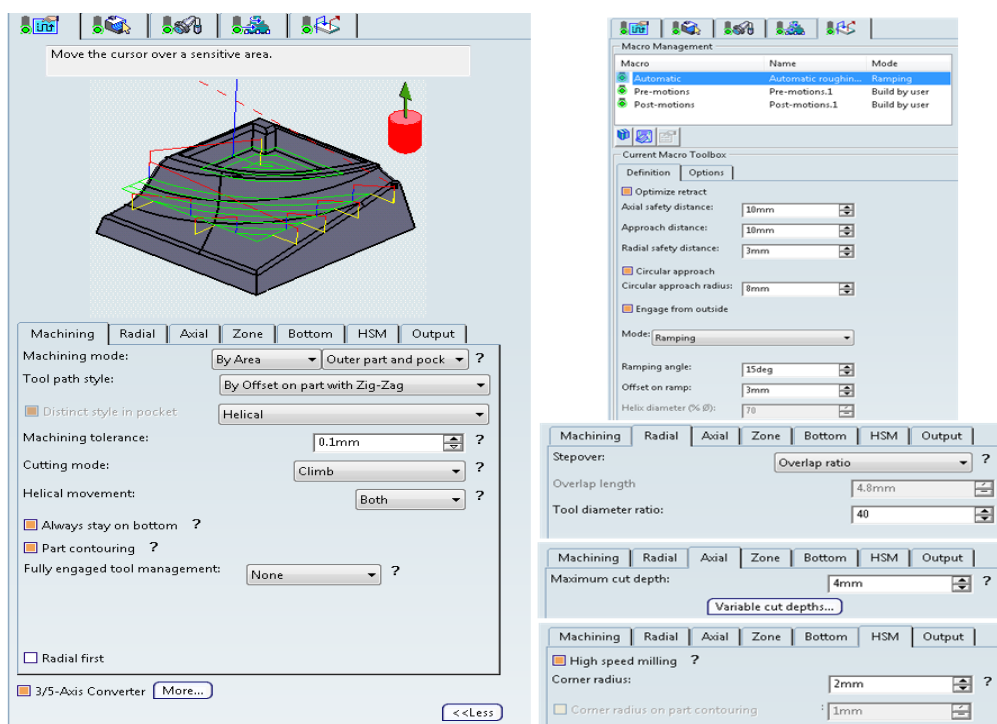 Move the cursor over a sensitive area.
Machining Radial Axial Zone Bottom HSM Output
Machining mode: By Area Outer part and pock ?
Tool path style: By Offset on part with Zig-Zag
Distinct style in pocket Helical
Machining tolerance: 0.1mm ?
Cutting mode: Climb ?
Helical movement: Both ?
Always stay on bottom ?
Part contouring ?
Fully engaged tool management: None ?
Radial first
3/5-Axis Converter More...
<<Less
Macro Management
Macro Name Mode
Automatic Automatic roughin... Ramping
Pre-motions Pre-motions.1 Build by user
Post-motions Post-motions.1 Build by user
Current Macro Toolbox
Definition Options
Optimize retract
Axial safety distance: 10mm
Approach distance: 10mm
Radial safety distance: 3mm
Circular approach
Circular approach radius: 8mm
Engage from outside
Mode: Ramping
Ramping angle: 15deg
Offset on ramp: 3mm
Helix diameter (% Ø): 70
Machining Radial Axial Zone Bottom HSM Output
Stepover: Overlap ratio ?
Overlap length 4.8mm
Tool diameter ratio: 40
Machining Radial Axial Zone Bottom HSM Output
Maximum cut depth: 4mm ?
Variable cut depths...
Machining Radial Axial Zone Bottom HSM Output
High speed milling ?
Corner radius: 2mm ?
Corner radius on part contouring : 1mm